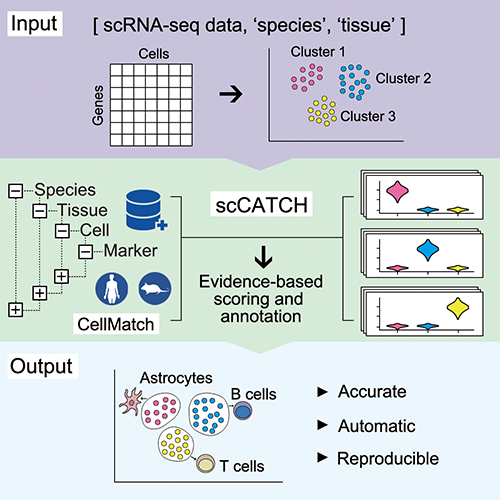 Input
[ scRNA-seq data, ‘species’, ‘tissue’ ]
Cells
Genes
Cluster 1
Cluster 2
Cluster 3
Species
Tissue
Cell
Marker
CellMatch
scCATCH
Evidence-based
scoring and
annotation
Output
Astrocytes
B cells
T cells
Accurate
Automatic
Reproducible